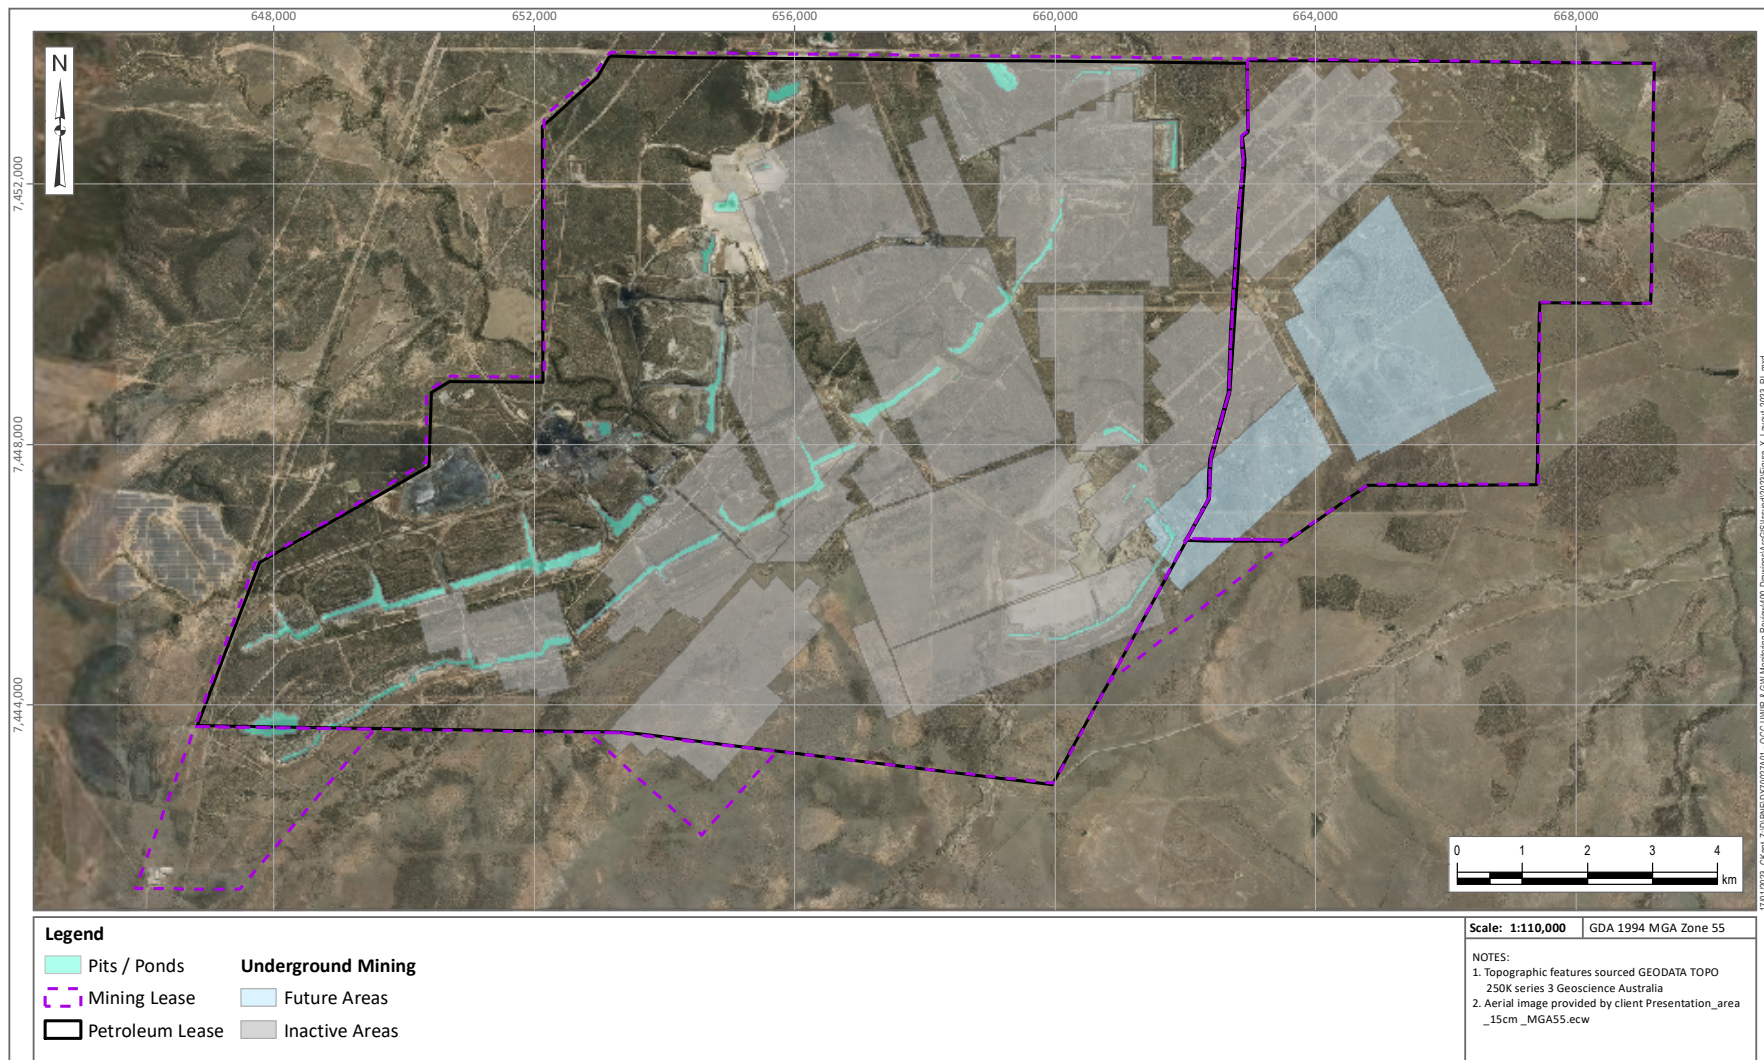 648,000
652,000
656,000
660,000
664,000
668,000
N
7,452,000
7,448,000
7,444,000
0 1 2 3 4
km
Legend
Pits / Ponds
Mining Lease
Petroleum Lease
Underground Mining
Future Areas
Inactive Areas
Scale: 1:110,000
GDA 1994 MGA Zone 55
NOTES:
1. Topographic features sourced GEODATA TOPO
250K series 3 Geoscience Australia
2. Aerial image provided by client Presentation_area
_15cm _MGA55.ecw